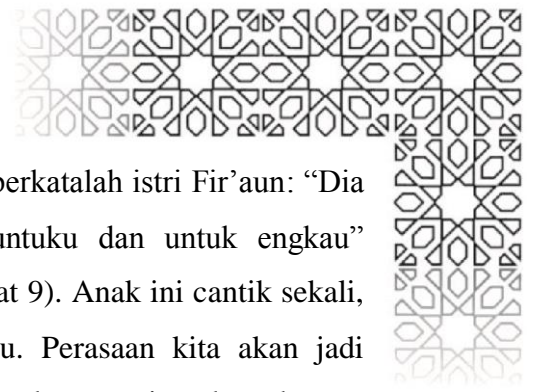 berkatalah istri Fir’aun: “Dia
untuku dan untuk engkau”
at 9). Anak ini cantik sekali,
u. Perasaan kita akan jadi